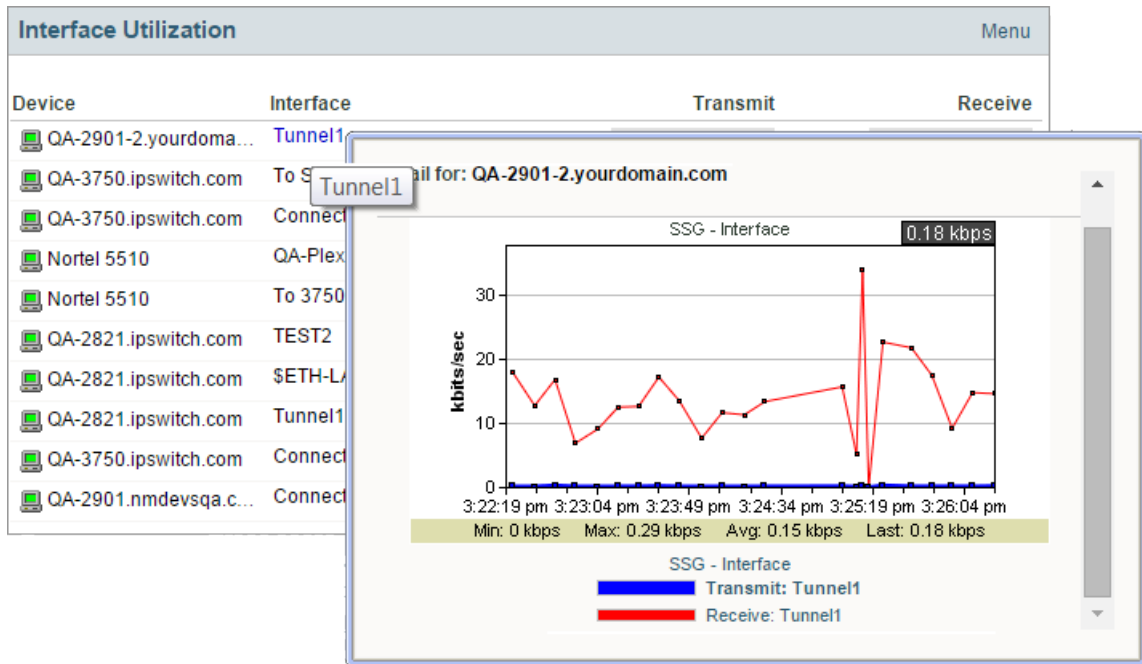 Interface Utilization Menu
Device Interface Transmit Receive
QA-2901-2.yourdoma... Tunnel1
QA-3750.ipswitch.com To S
QA-3750.ipswitch.com Connect
Nortel 5510 QA-Plex
Nortel 5510 To 3750
QA-2821.ipswitch.com TEST2
QA-2821.ipswitch.com $ETH-LA
QA-2821.ipswitch.com Tunnel1
QA-3750.ipswitch.com Connect
QA-2901.nmdevsqa.c... Connect
Tunnel1
ail for: QA-2901-2.yourdomain.com
SSG - Interface
0.18 kbps
kbits/sec
30
20
10
0
3:22:19 pm 3:23:04 pm 3:23:49 pm 3:24:34 pm 3:25:19 pm 3:26:04 pm
Min: 0 kbps Max: 0.29 kbps Avg: 0.15 kbps Last: 0.18 kbps
SSG - Interface
Transmit: Tunnel1
Receive: Tunnel1